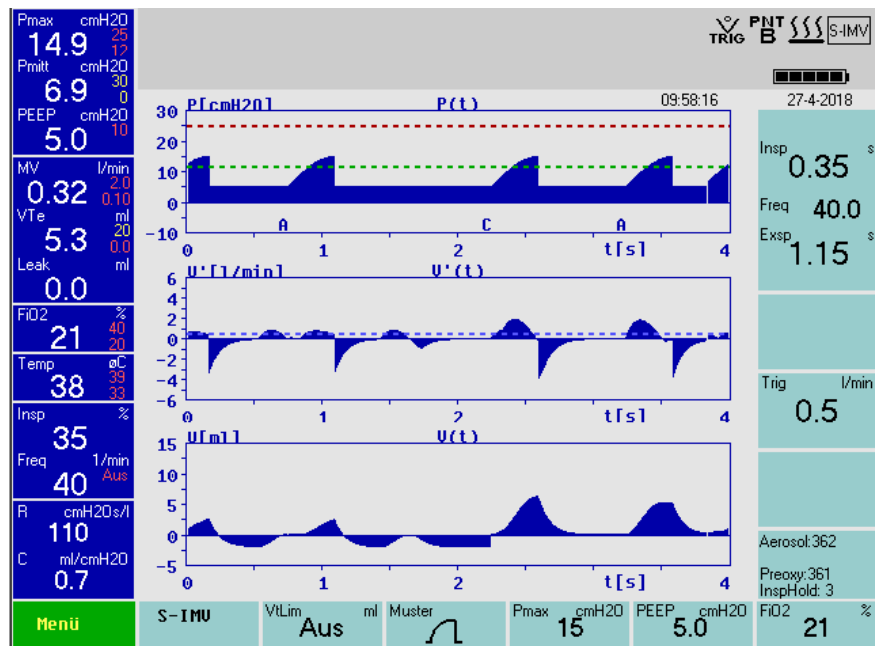 Pmax cmH2O
14.9 25 12
Pmitt cmH2O
6.9 30 0
PEEP cmH2O
5.0 10
MV l/min
0.32 2.0 0.10
VTe ml
5.3 20 0.0
Leak ml
0.0
FiO2 %
21 40 20
Temp øC
38 39 33
Insp %
35
Freq 1/min
40 Aus
R cmH2Os/l
110
C ml/cmH2O
0.7
TRIG PNT B S-IMV
P[cmH2O] P(t) 09:58:16 27-4-2018
30
20
10
0
-10
A C A
0 1 2 t[s] 4
V'[l/min] V'(t)
6
4
2
0
-2
-4
-6
0 1 2 t[s] 4
V[ml] V(t)
15
10
5
0
-5
0 1 2 t[s] 4
Insp s
0.35
Freq 40.0
Exsp s
1.15
Trig l/min
0.5
Aerosol:362
Preoxy:361
InspHold: 3
Menü
S-IMV
VtLim ml
Aus
Muster
Pmax cmH2O
15
PEEP cmH2O
5.0
FiO2 %
21